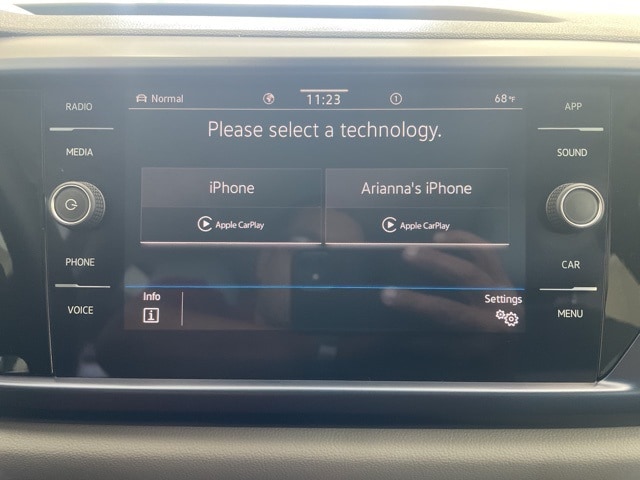 RADIO
MEDIA
PHONE
VOICE
Normal 11:23 1 68°F
Please select a technology.
iPhone
Apple CarPlay
Arianna's iPhone
Apple CarPlay
Info
i
Settings
APP
SOUND
CAR
MENU